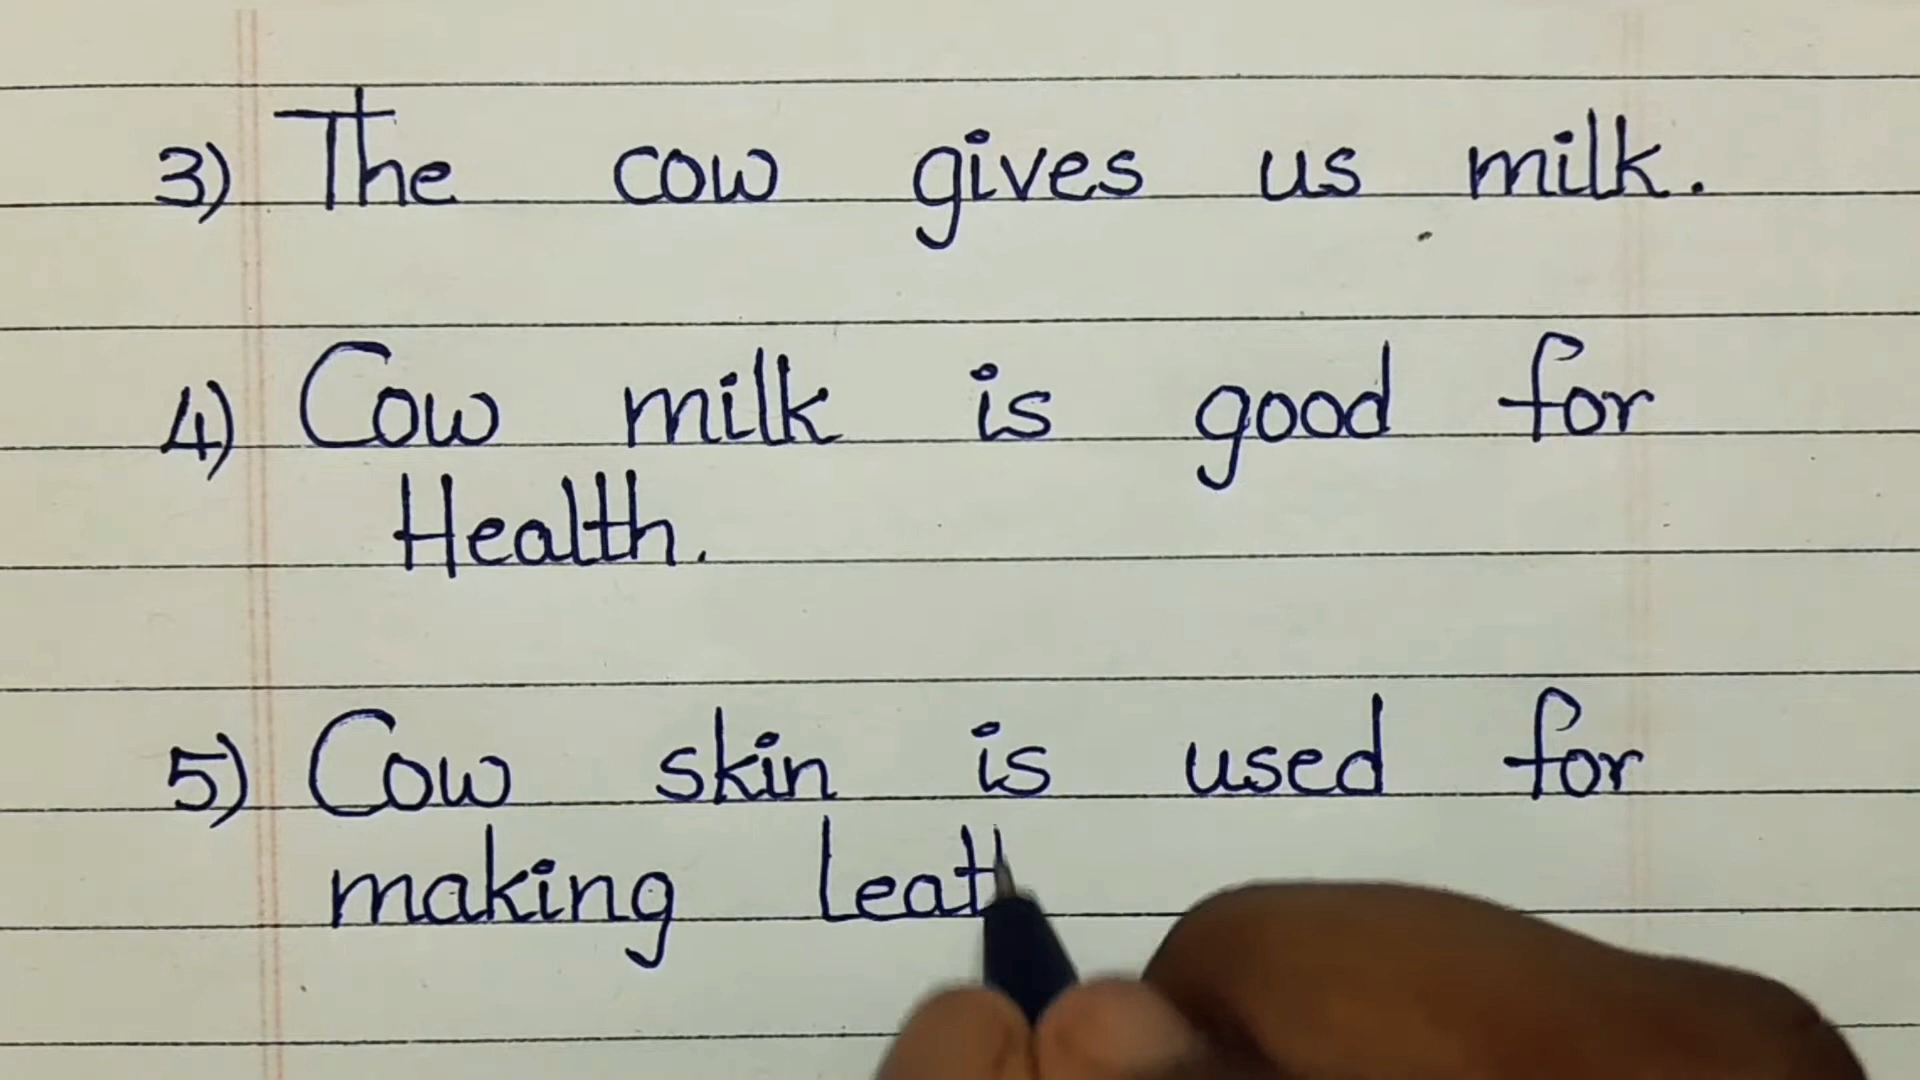 3) The cow gives us milk.
4) Cow milk is good for
Health.
5) Cow skin is used for
making leat